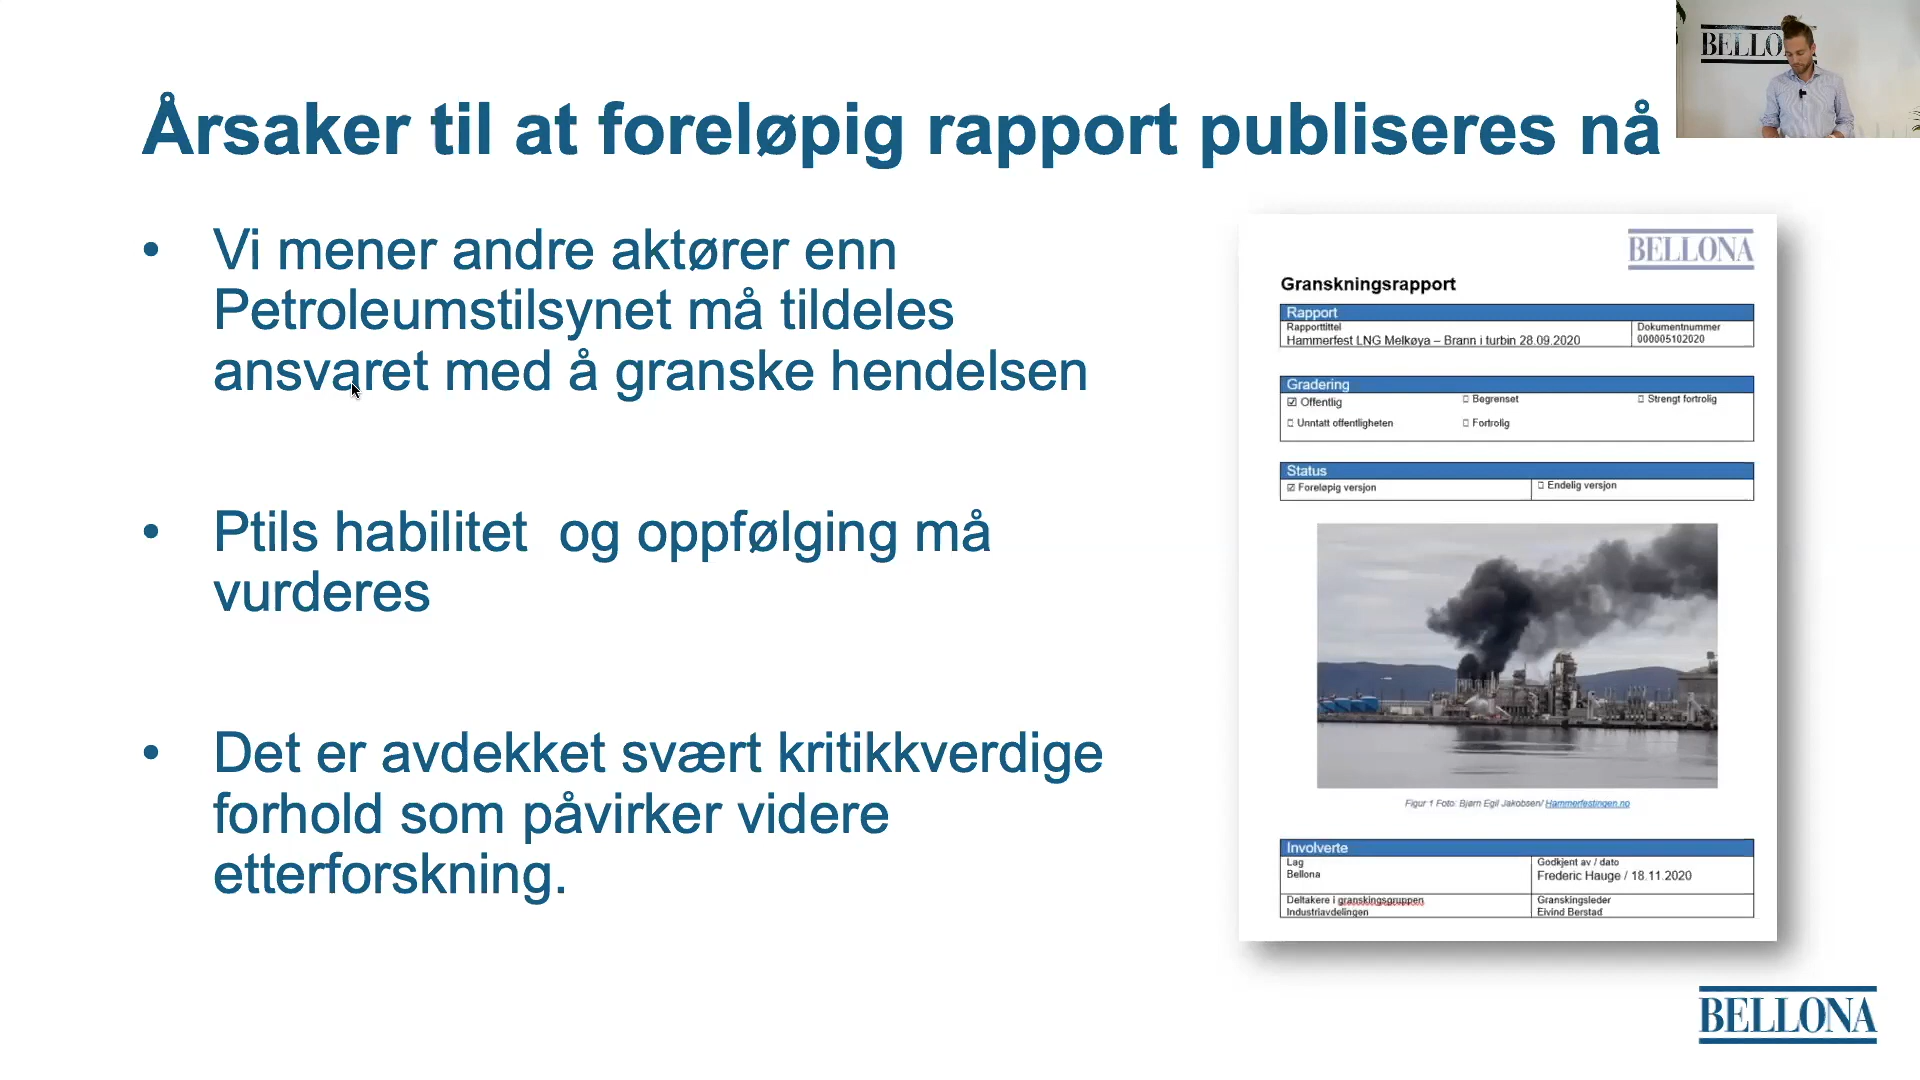 BELLO
Årsaker til at foreløpig rapport publiseres nå
• Vi mener andre aktører enn
Petroleumstilsynet må tildeles
ansvaret med å granske hendelsen
• Ptils habilitet og oppfølging må
vurderes
• Det er avdekket svært kritikkverdige
forhold som påvirker videre
etterforskning.
BELLONA
Granskningsrapport
Rapport
Rapporttittel
Hammerfest LNG Melkøya – Brann i turbin 28.09.2020
Dokumentnummer
000005102020
Gradering
☑ Offentlig
☐ Begrenset
☐ Strengt fortrolig
☐ Unntatt offentligheten
☐ Fortrolig
Status
☑ Foreløpig versjon
☐ Endelig versjon
Figur 1 Foto: Bjørn Egil Jakobsen/ Hammerfestingen.no
Involverte
Lag
Bellona
Godkjent av / dato
Frederic Hauge / 18.11.2020
Deltakere i granskingsgruppen
Industriavdelingen
Granskingsleder
Eivind Berstad
BELLONA